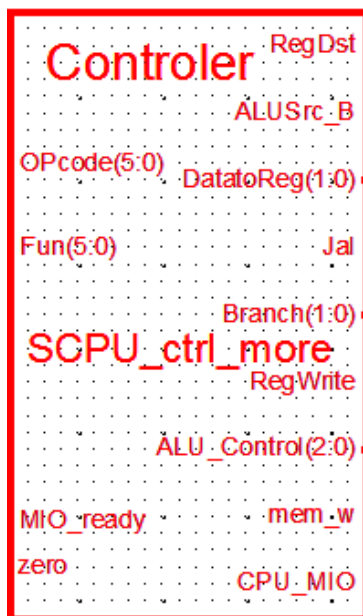 RegDst
Controler
ALUSrc_B
OPcode(5:0)
DatatoReg(1:0)
Fun(5:0)
Jal
Branch(1:0)
SCPU_ctrl_more
RegWrite
ALU_Control(2:0)
MIO_ready
mem_w
zero
CPU_MIO